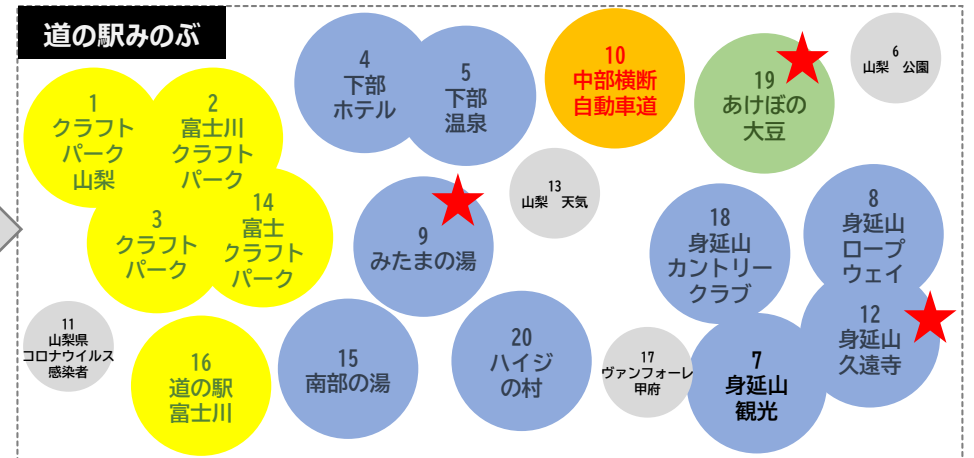 道の駅みのぶ
1
クラフト
パーク
山梨
2
富士川
クラフト
パーク
3
クラフト
パーク
14
富士
クラフト
パーク
4
下部
ホテル
5
下部
温泉
10
中部横断
自動車道
19
あけぼの
大豆
6
山梨　公園
13
山梨　天気
9
みたまの湯
18
身延山
カントリー
クラブ
8
身延山
ロープ
ウェイ
12
身延山
久遠寺
11
山梨県
コロナウイルス
感染者
16
道の駅
富士川
15
南部の湯
20
ハイジ
の村
17
ヴァンフォーレ
甲府
7
身延山
観光